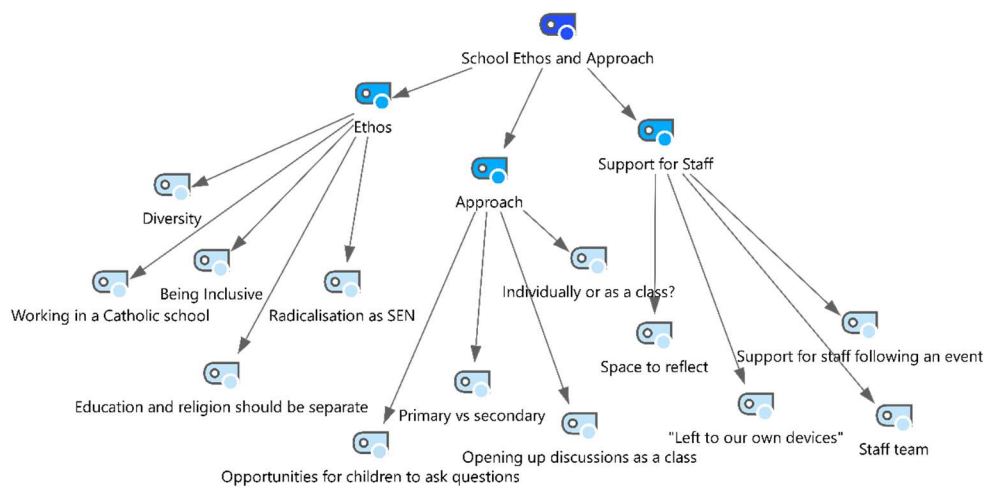 School Ethos and Approach
Ethos
Support for Staff
Approach
Diversity
Being Inclusive
Individually or as a class?
Working in a Catholic school
Radicalisation as SEN
Space to reflect
Support for staff following an event
Education and religion should be separate
Primary vs secondary
"Left to our own devices"
Staff team
Opening up discussions as a class
Opportunities for children to ask questions